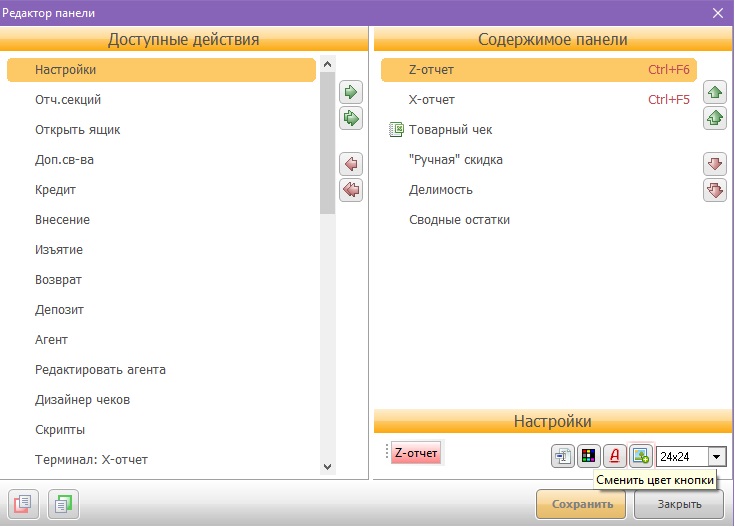 Редактор панели
Доступные действия
Настройки
Отч.секций
Открыть ящик
Доп.св-ва
Кредит
Внесение
Изъятие
Возврат
Депозит
Агент
Редактировать агента
Дизайнер чеков
Скрипты
Терминал: X-отчет
Содержимое панели
Z-отчет Ctrl+F6
X-отчет Ctrl+F5
Товарный чек
"Ручная" скидка
Делимость
Сводные остатки
Настройки
Z-отчет
24x24
Сменить цвет кнопки
Сохранить
Закрыть